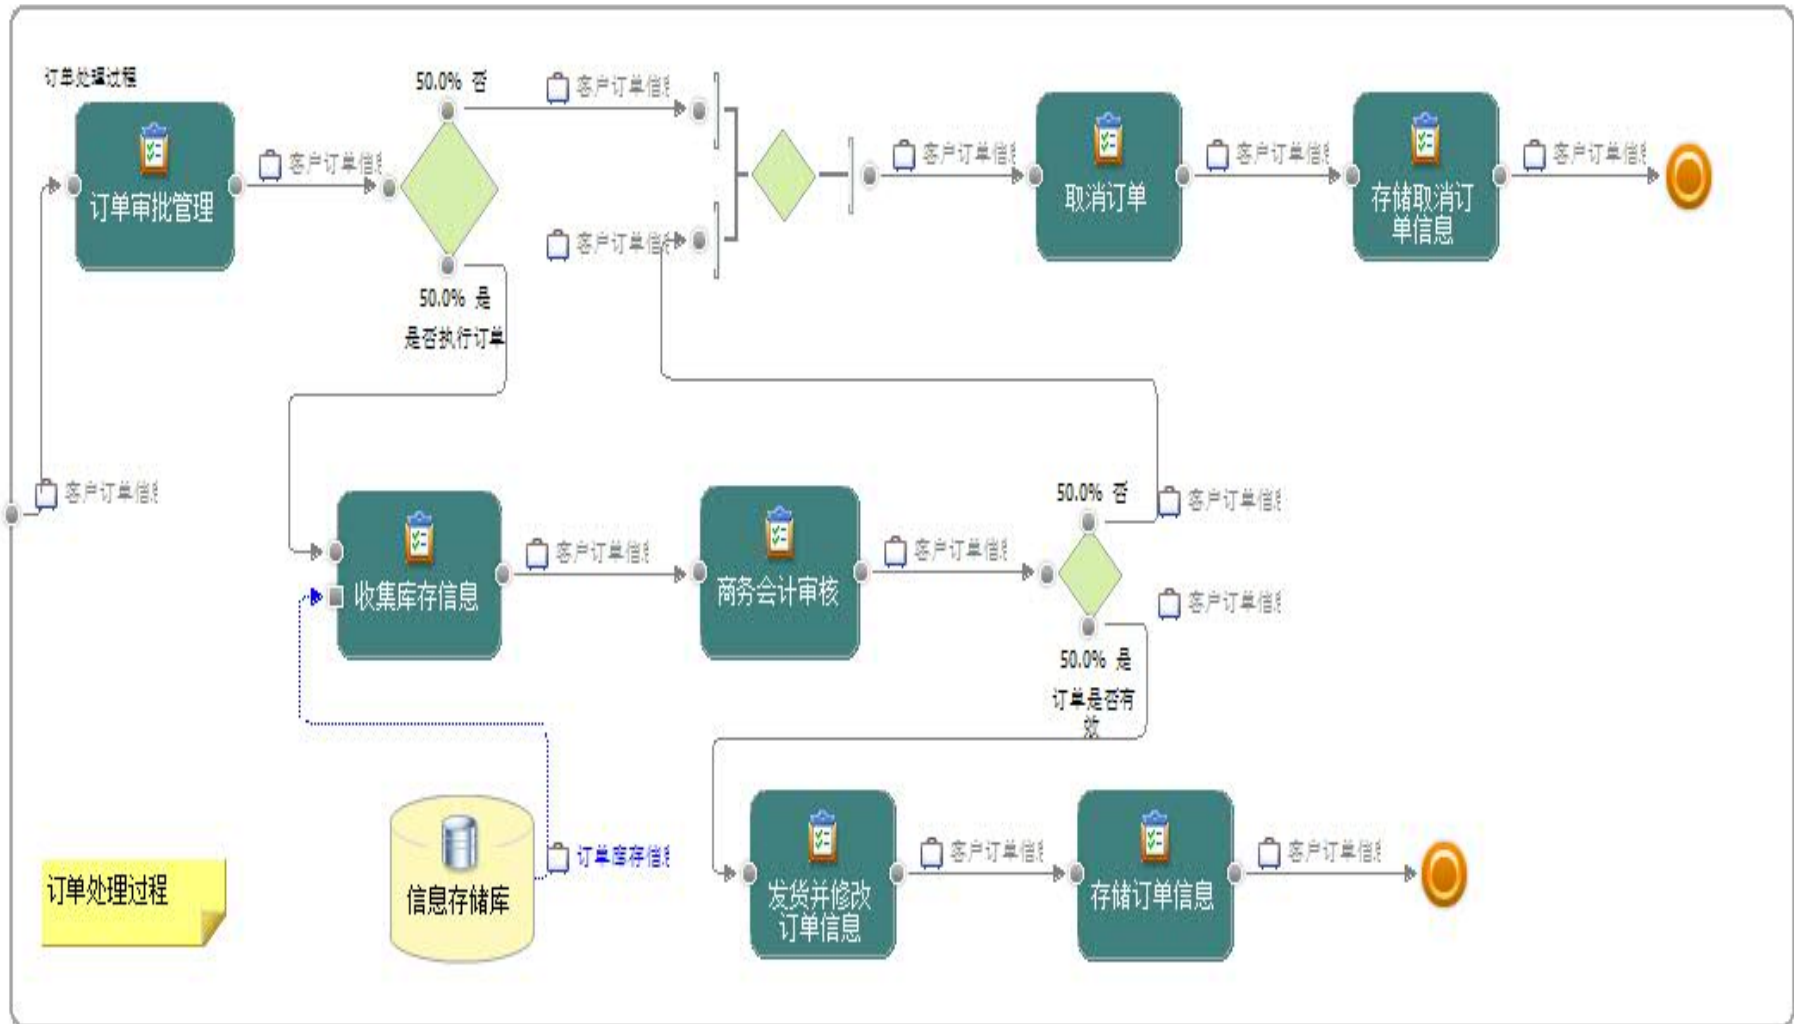 订单处理过程
50.0% 否
客户订单信
客户订单信
订单审批管理
客户订单信
客户订单信
客户订单信
客户订单信
取消订单
存储取消订
单信息
客户订单信
50.0% 是
是否执行订单
客户订单信
50.0% 否
客户订单信
收集库存信息
客户订单信
商务会计审核
客户订单信
客户订单信
50.0% 是
订单是否有
效
信息存储库
订单库存信
发货并修改
订单信息
客户订单信
存储订单信息
客户订单信
订单处理过程